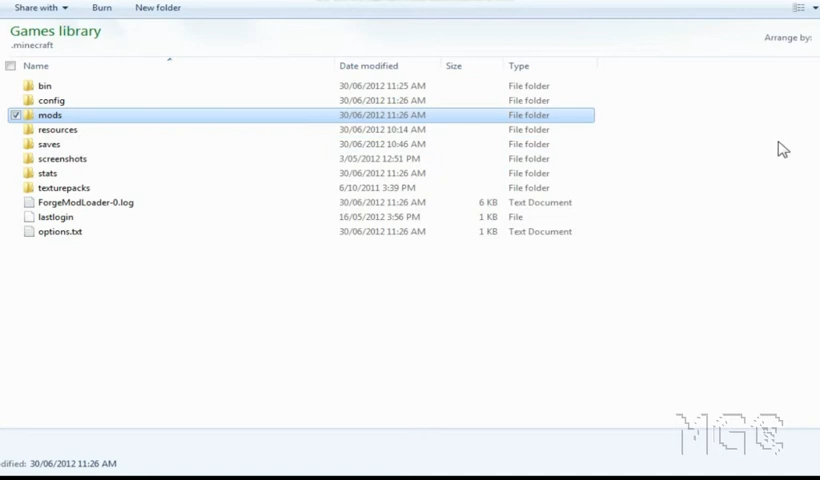 Share with Burn New folder
Games library
.minecraft
Arrange by:
Name Date modified Size Type
bin 30/06/2012 11:25 AM File folder
config 30/06/2012 11:26 AM File folder
mods 30/06/2012 11:26 AM File folder
resources 30/06/2012 10:14 AM File folder
saves 30/06/2012 10:46 AM File folder
screenshots 3/05/2012 12:51 PM File folder
stats 30/06/2012 11:26 AM File folder
texturepacks 6/10/2011 3:39 PM File folder
ForgeModLoader-0.log 30/06/2012 11:26 AM 6 KB Text Document
lastlogin 16/05/2012 3:56 PM 1 KB File
options.txt 30/06/2012 11:26 AM 1 KB Text Document
dified: 30/06/2012 11:26 AM